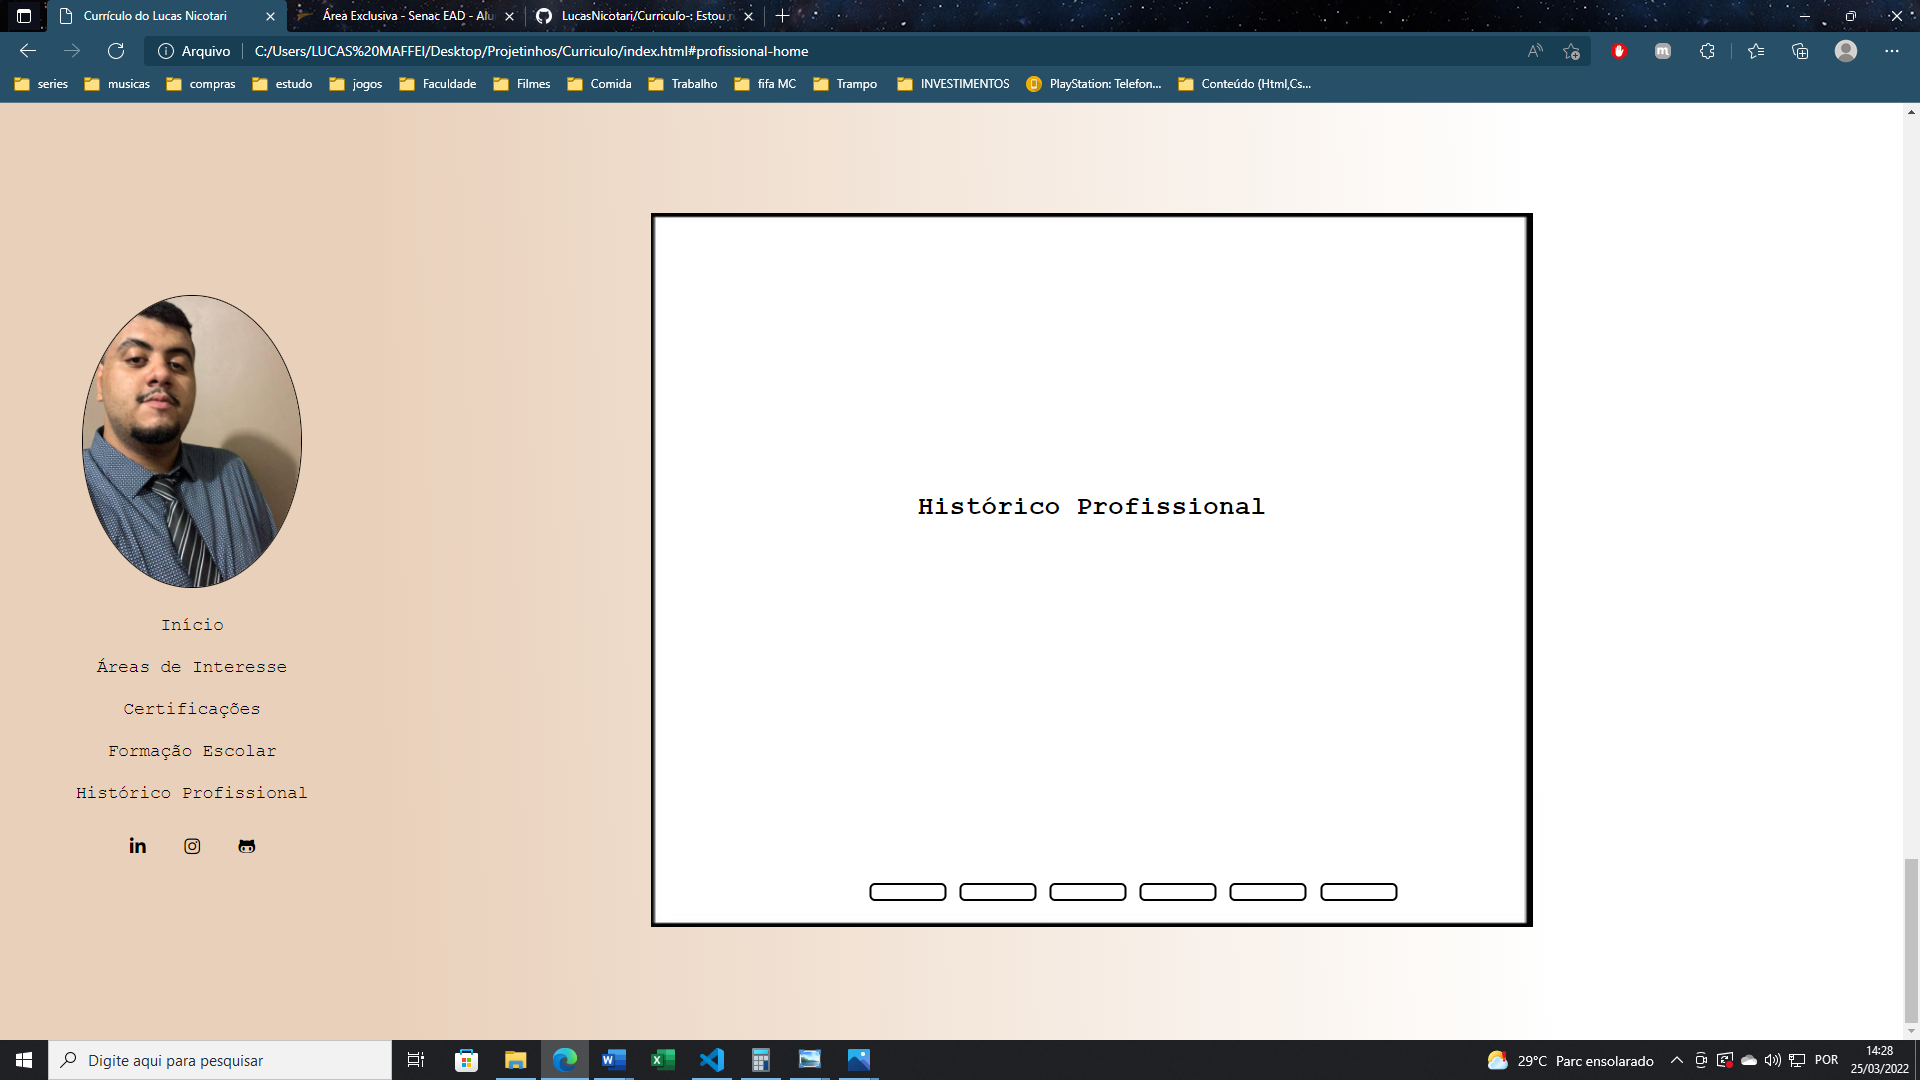 Currículo do Lucas Nicotari
Área Exclusiva - Senac EAD - Alu
LucasNicotari/Curriculo-: Estou r
Arquivo
C:/Users/LUCAS%20MAFFEI/Desktop/Projetinhos/Curriculo/index.html#profissional-home
series
musicas
compras
estudo
jogos
Faculdade
Filmes
Comida
Trabalho
fifa MC
Trampo
INVESTIMENTOS
PlayStation: Telefon...
Conteúdo (Html,Cs...
Início
Áreas de Interesse
Certificações
Formação Escolar
Histórico Profissional
in
Histórico Profissional
Digite aqui para pesquisar
29°C Parc ensolarado
POR
14:28
25/03/2022